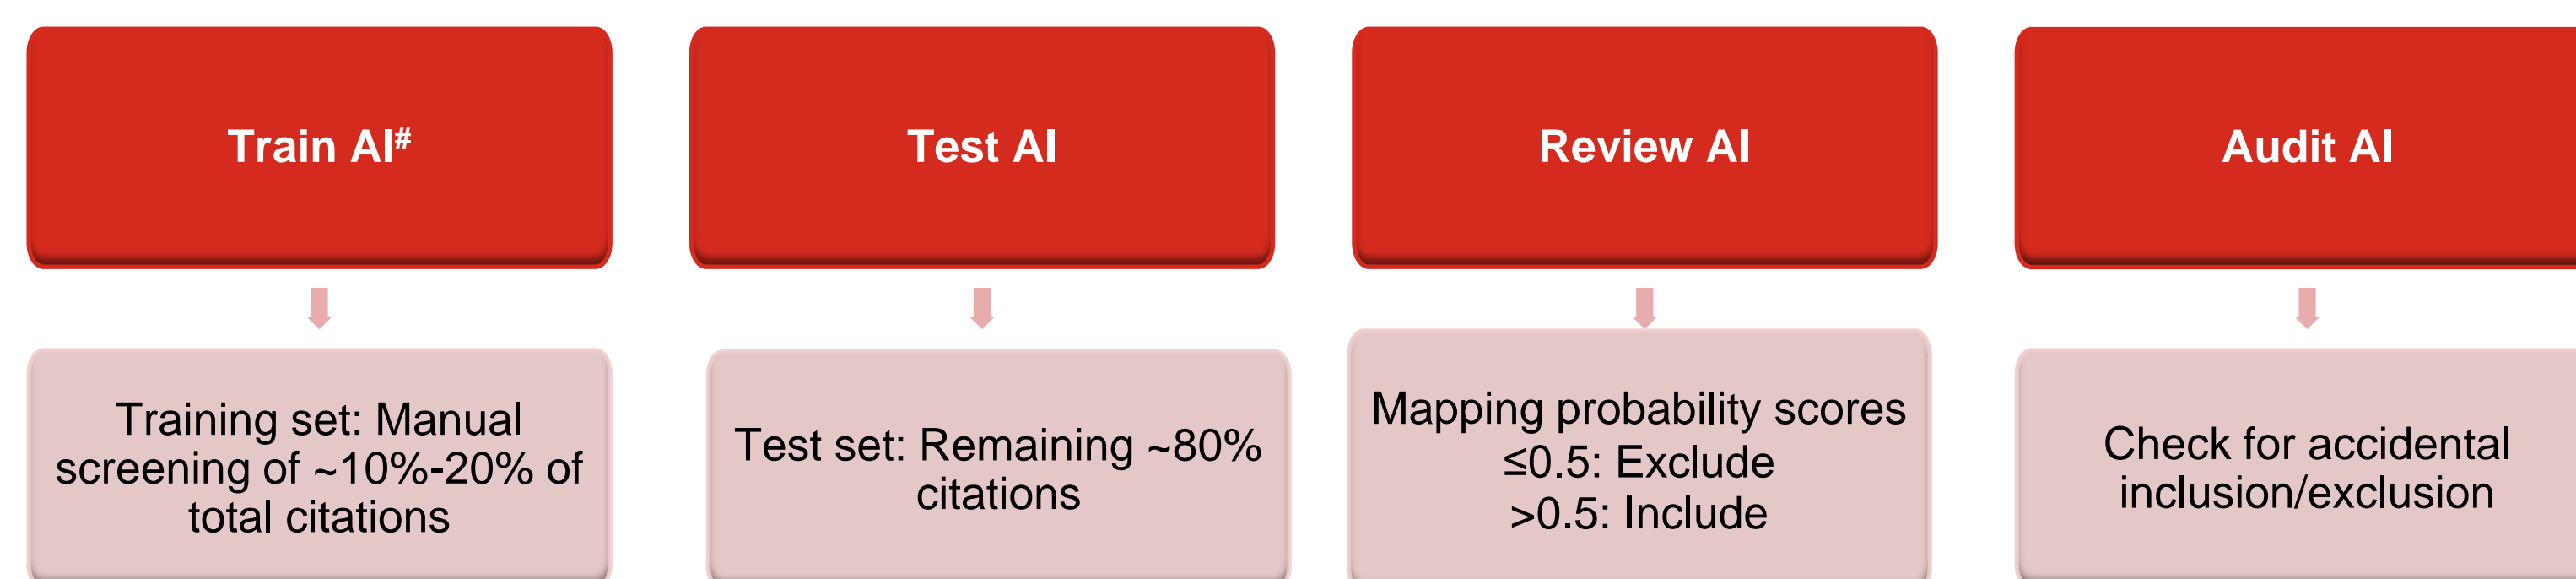 Train AI#
Test AI
Review AI
Audit AI
Training set: Manual
screening of ~10%-20% of
total citations
Test set: Remaining ~80%
citations
Mapping probability scores
≤0.5: Exclude
>0.5: Include
Check for accidental
inclusion/exclusion